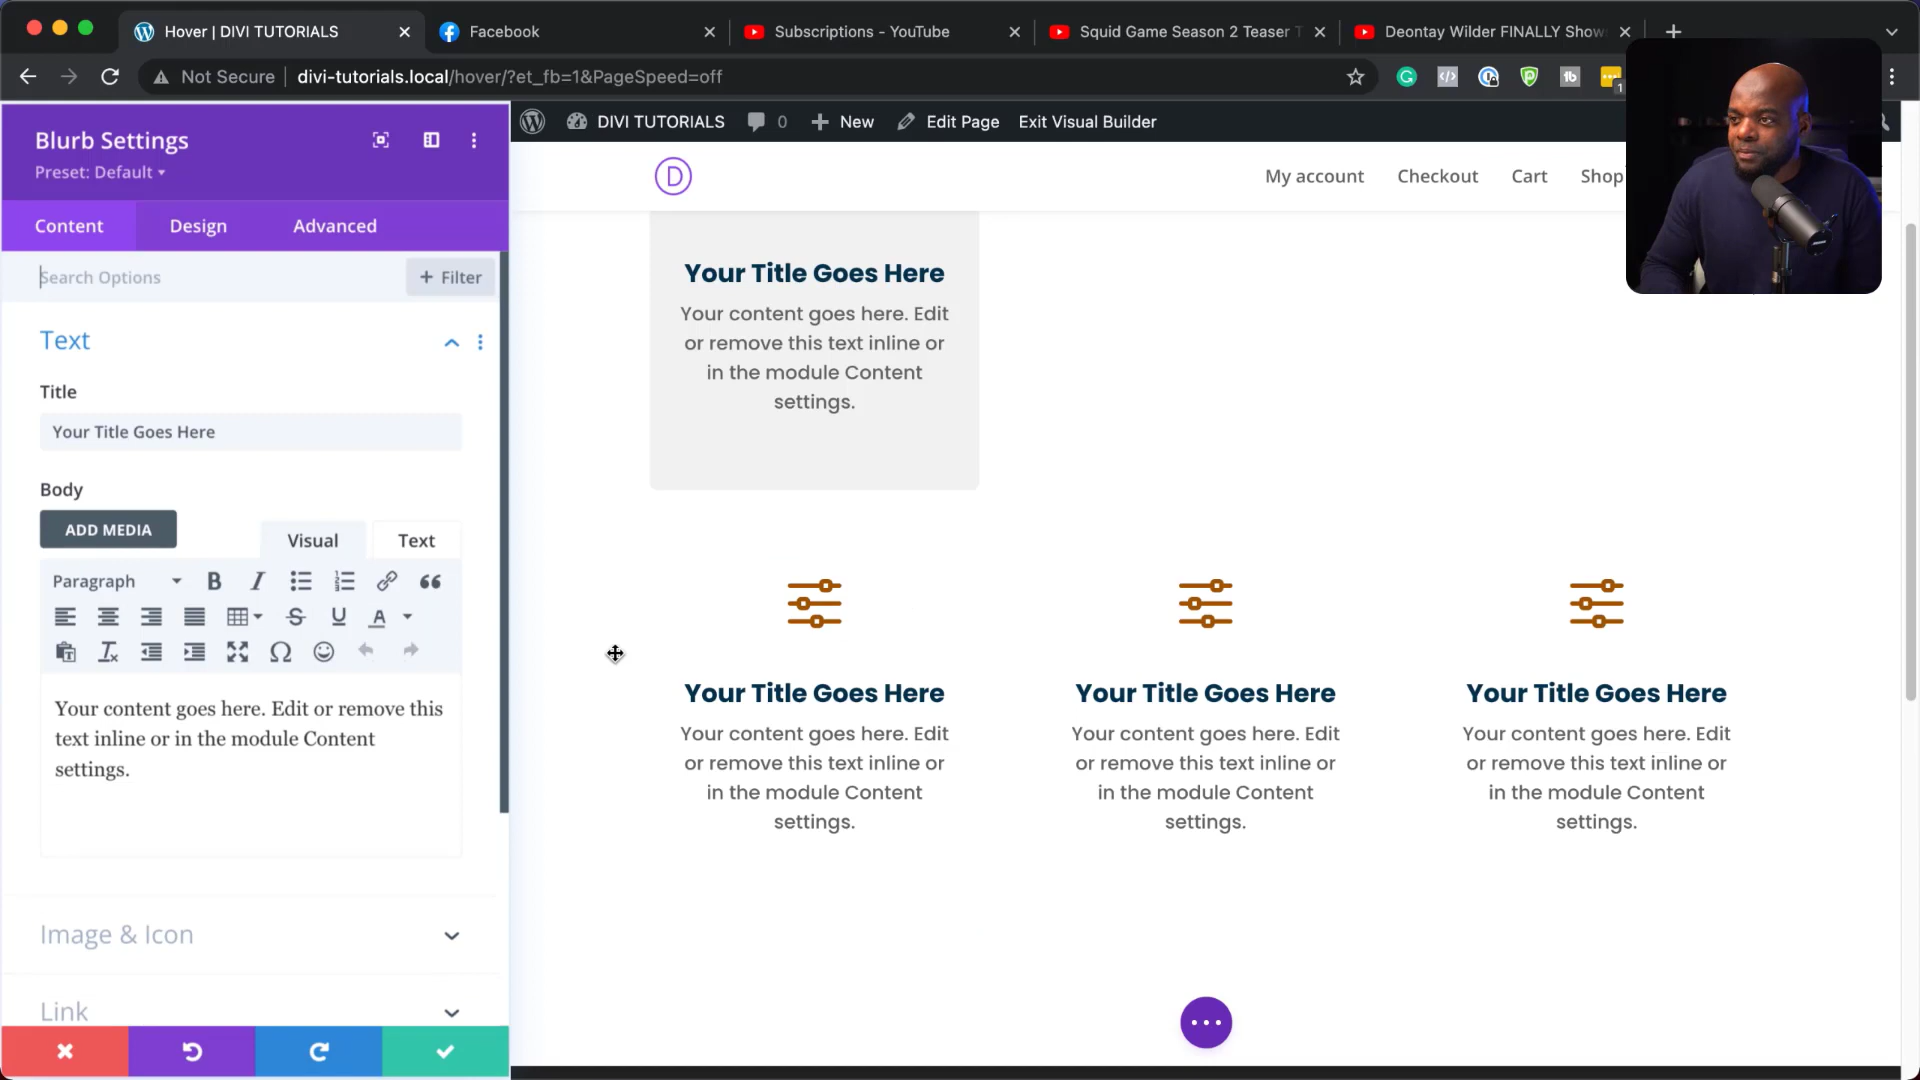 Hover | DIVI TUTORIALS
Facebook
Subscriptions - YouTube
Squid Game Season 2 Teaser T
Deontay Wilder FINALLY Show
Not Secure
divi-tutorials.local/hover/?et_fb=1&PageSpeed=off
1
Blurb Settings
Preset: Default
Content
Design
Advanced
Search Options
+ Filter
Text
Title
Your Title Goes Here
Body
ADD MEDIA
Visual
Text
Paragraph
Your content goes here. Edit or remove this
text inline or in the module Content
settings.
Image & Icon
Link
DIVI TUTORIALS
0
New
Edit Page
Exit Visual Builder
D
My account
Checkout
Cart
Shop
Your Title Goes Here
Your content goes here. Edit
or remove this text inline or
in the module Content
settings.
Your Title Goes Here
Your content goes here. Edit
or remove this text inline or
in the module Content
settings.
Your Title Goes Here
Your content goes here. Edit
or remove this text inline or
in the module Content
settings.
Your Title Goes Here
Your content goes here. Edit
or remove this text inline or
in the module Content
settings.